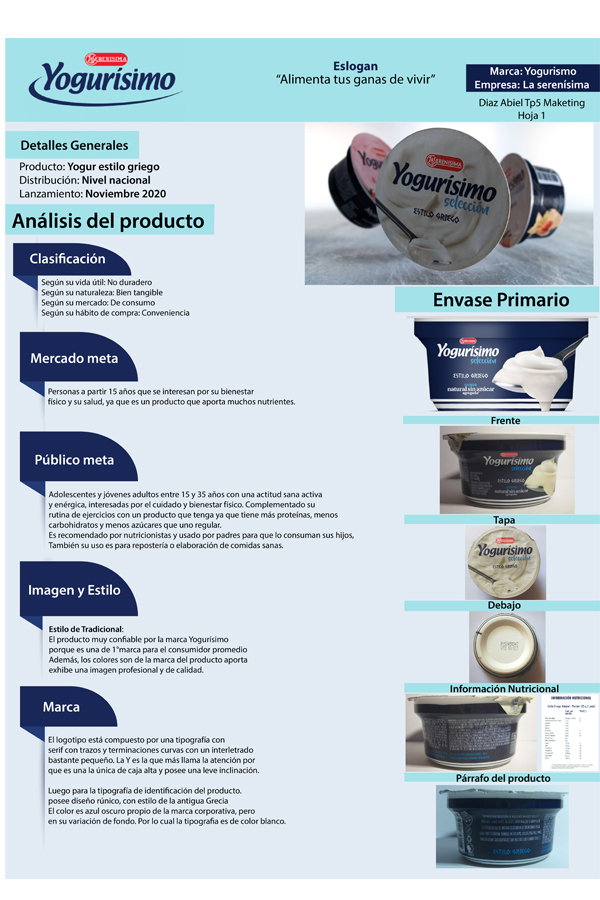 LA SERENISIMA
Yogurísimo
Eslogan
“Alimenta tus ganas de vivir”
Marca: Yogurismo
Empresa: La serenisima
Diaz Abiel Tp5 Maketing
Hoja 1
Detalles Generales
Producto: Yogur estilo griego
Distribución: Nivel nacional
Lanzamiento: Noviembre 2020
LA SERENISIMA
Yogurísimo
selección
ESTILO GRIEGO
Análisis del producto
Clasificación
Según su vida útil: No duradero
Según su naturaleza: Bien tangible
Según su mercado: De consumo
Según su hábito de compra: Conveniencia
Mercado meta
Personas a partir 15 años que se interesan por su bienestar
físico y su salud, ya que es un producto que aporta muchos nutrientes.
Público meta
Adolescentes y jóvenes adultos entre 15 y 35 años con una actitud sana activa
y enérgica, interesadas por el cuidado y bienestar físico. Complementado su
rutina de ejercicios con un product que tenga ya que tiene más proteínas, menos
carbohidratos y menos azúcares que uno regular.
Es recomendado por nutricionistas y usado por padres para que lo consuman sus hijos,
También su uso es para repostería o elaboración de comidas sanas.
Imagen y Estilo
Estilo de Tradicional:
El producto muy confiable por la marca Yogurisimo
porque es una de 1°marca para el consumidor promedio
Además, los colores son de la marca del producto aporta
exhibe una imagen profesional y de calidad.
Marca
El logotipo está compuesto por una tipografía con
serif con trazos y terminaciones curvas con un interletrado
bastante pequeño. La Y es la que más llama la atención por
que es una la única de caja alta y posee una leve inclinación.
Luego para la tipografía de identificación del producto.
posee diseño rúnico, con estilo de la antigua Grecia
El color es azul oscuro propio de la marca corporativa, pero
en su variación de fondo. Por lo cual la tipografia es de color blanco.
Envase Primario
Yogurísimo
selección
ESTILO GRIEGO
natural sin azúcar
agregada
Frente
Yogurísimo
selección
ESTILO GRIEGO
natural sin azúcar
Tapa
Yogurísimo
selección
ESTILO GRIEGO
Debajo
Información Nutricional
INFORMACIÓN NUTRICIONAL
Párrafo del producto
ESTILO GRIEGO